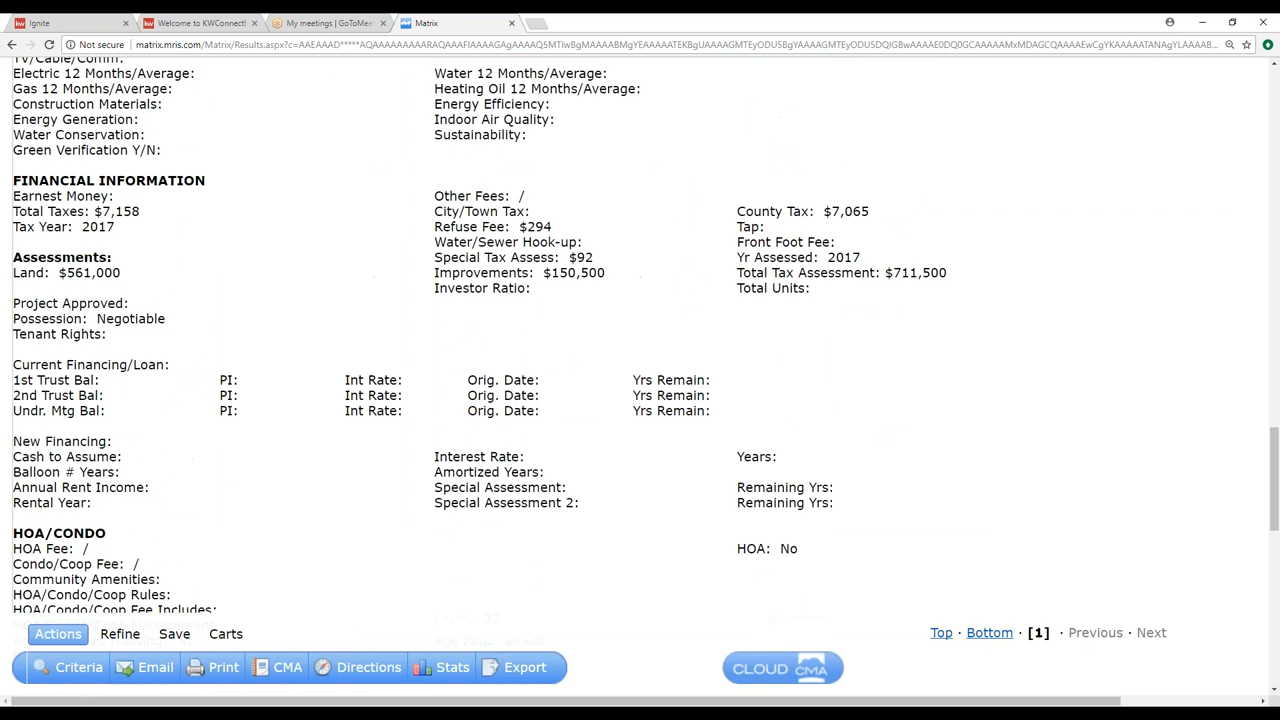 Ignite
Welcome to KWConnect!
My meetings | GoToMee
Matrix
Not secure | matrix.mris.com/Matrix/Results.aspx?c=
TV/Cable/Comm:
Electric 12 Months/Average: Water 12 Months/Average:
Gas 12 Months/Average: Heating Oil 12 Months/Average:
Construction Materials: Energy Efficiency:
Energy Generation: Indoor Air Quality:
Water Conservation: Sustainability:
Green Verification Y/N:
FINANCIAL INFORMATION
Earnest Money: Other Fees: /
Total Taxes: $7,158 City/Town Tax: County Tax: $7,065
Tax Year: 2017 Refuse Fee: $294 Tap:
Water/Sewer Hook-up: Front Foot Fee:
Assessments: Special Tax Assess: $92 Yr Assessed: 2017
Land: $561,000 Improvements: $150,500 Total Tax Assessment: $711,500
Investor Ratio: Total Units:
Project Approved:
Possession: Negotiable
Tenant Rights:
Current Financing/Loan:
1st Trust Bal: PI: Int Rate: Orig. Date: Yrs Remain:
2nd Trust Bal: PI: Int Rate: Orig. Date: Yrs Remain:
Undr. Mtg Bal: PI: Int Rate: Orig. Date: Yrs Remain:
New Financing:
Cash to Assume: Interest Rate: Years:
Balloon # Years: Amortized Years:
Annual Rent Income: Special Assessment: Remaining Yrs:
Rental Year: Special Assessment 2: Remaining Yrs:
HOA/CONDO
HOA Fee: / HOA: No
Condo/Coop Fee: /
Community Amenities:
HOA/Condo/Coop Rules:
HOA/Condo/Coop Fee Includes:
Actions Refine Save Carts Top · Bottom · [1] · Previous · Next
Criteria Email Print CMA Directions Stats Export CLOUD CMA